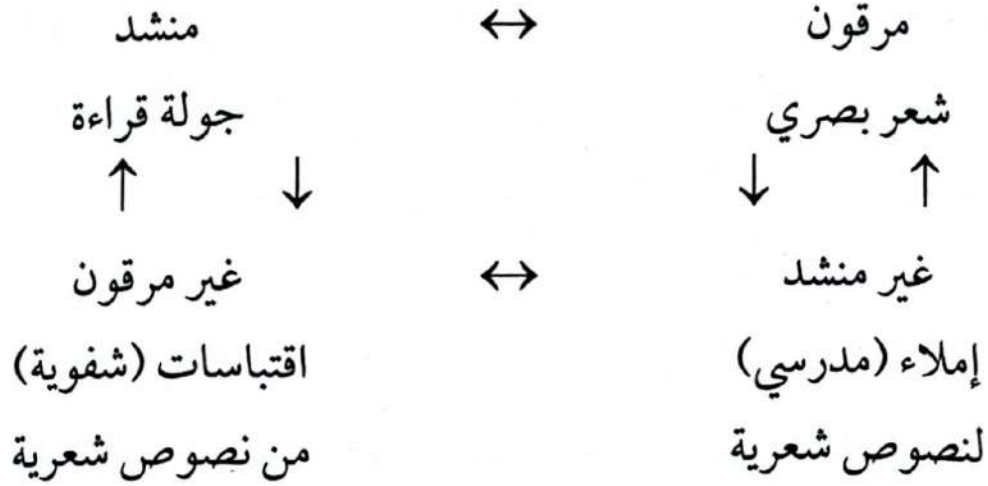 مرقون ↔ منشد
شعر بصري جولة قراءة
↑ ↓ ↓ ↑
غير منشد ↔ غير مرقون
إملاء (مدرسي) اقتباسات (شفوية)
لنصوص شعرية من نصوص شعرية